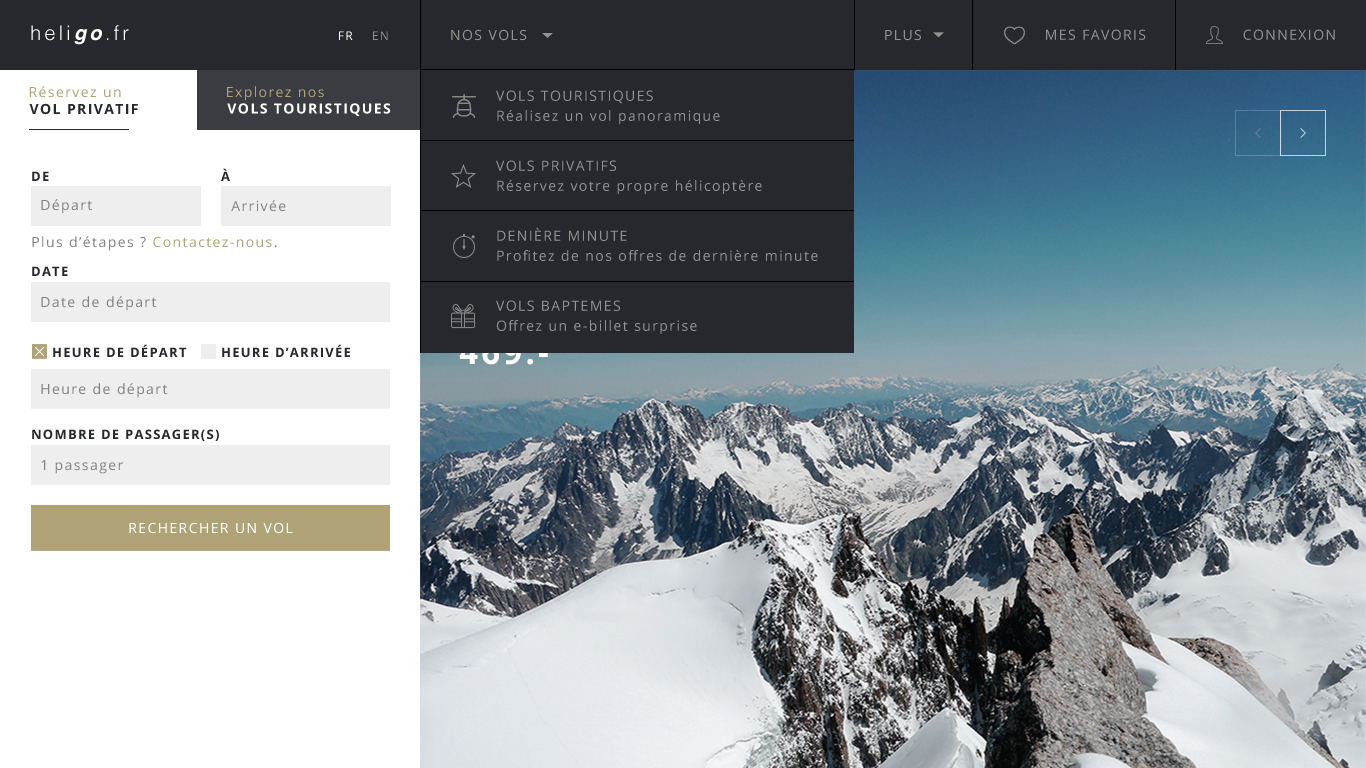 heligo.fr
FR EN
NOS VOLS
PLUS
MES FAVORIS
CONNEXION
Réservez un
VOL PRIVATIF
Explorez nos
VOLS TOURISTIQUES
VOLS TOURISTIQUES
Réalisez un vol panoramique
VOLS PRIVATIFS
Réservez votre propre hélicoptère
DENIÈRE MINUTE
Profitez de nos offres de dernière minute
VOLS BAPTEMES
Offrez un e-billet surprise
469.-
DE
À
Départ
Arrivée
Plus d’étapes ? Contactez-nous.
DATE
Date de départ
HEURE DE DÉPART
HEURE D’ARRIVÉE
Heure de départ
NOMBRE DE PASSAGER(S)
1 passager
RECHERCHER UN VOL